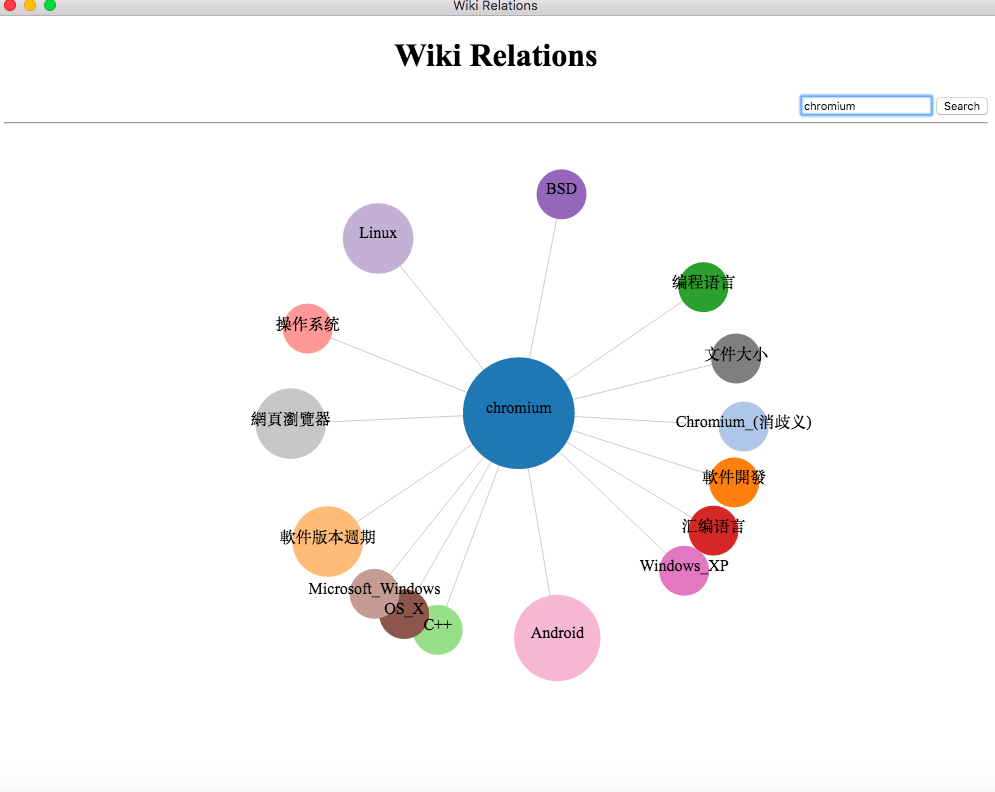 Wiki Relations
Wiki Relations
chromium
Search
BSD
Linux
编程语言
操作系统
文件大小
chromium
網頁瀏覽器
Chromium_(消歧义)
軟件開發
汇编语言
軟件版本週期
Windows_XP
Microsoft_Windows
OS_X
C++
Android